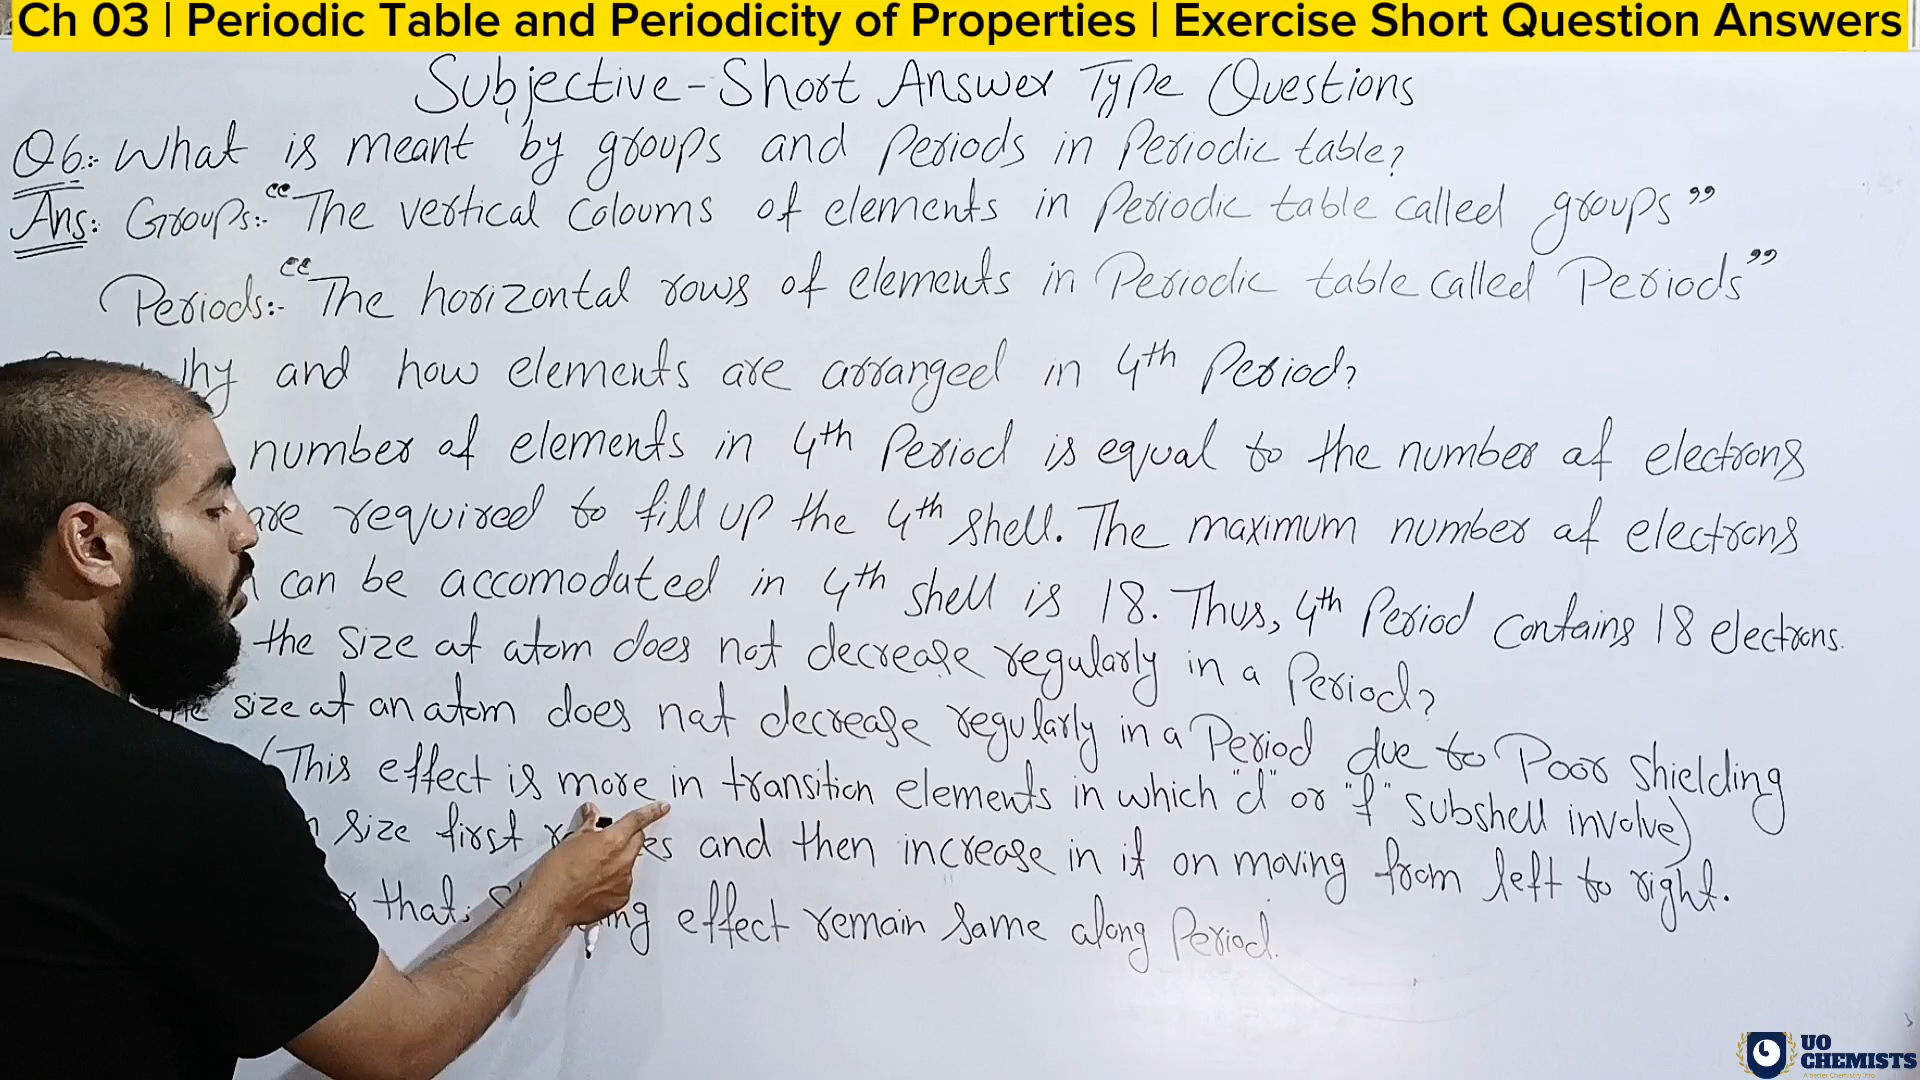 Ch 03 | Periodic Table and Periodicity of Properties | Exercise Short Question Answers
Subjective-Short Answer Type Questions
Q6:- What is meant by groups and periods in Periodic table?
Ans: Groups:- "The vertical coloums of elements in Periodic table called groups"
Periods:- "The horizontal rows of elements in Periodic table called Periods"
and how elements are arranged in 4th Period?
number of elements in 4th Period is equal to the number of electrons
are required to fill up the 4th shell. The maximum number of electrons
can be accomodated in 4th shell is 18. Thus, 4th Period contains 18 electrons.
the size of atom does not decrease regularly in a Period?
size of an atom does not decrease regularly in a Period due to Poor Shielding
(This effect is more in transition elements in which "d" or "f" subshell involve)
size first and then increase in it on moving from left to right.
that: effect remain same along Period.
UO
CHEMISTS